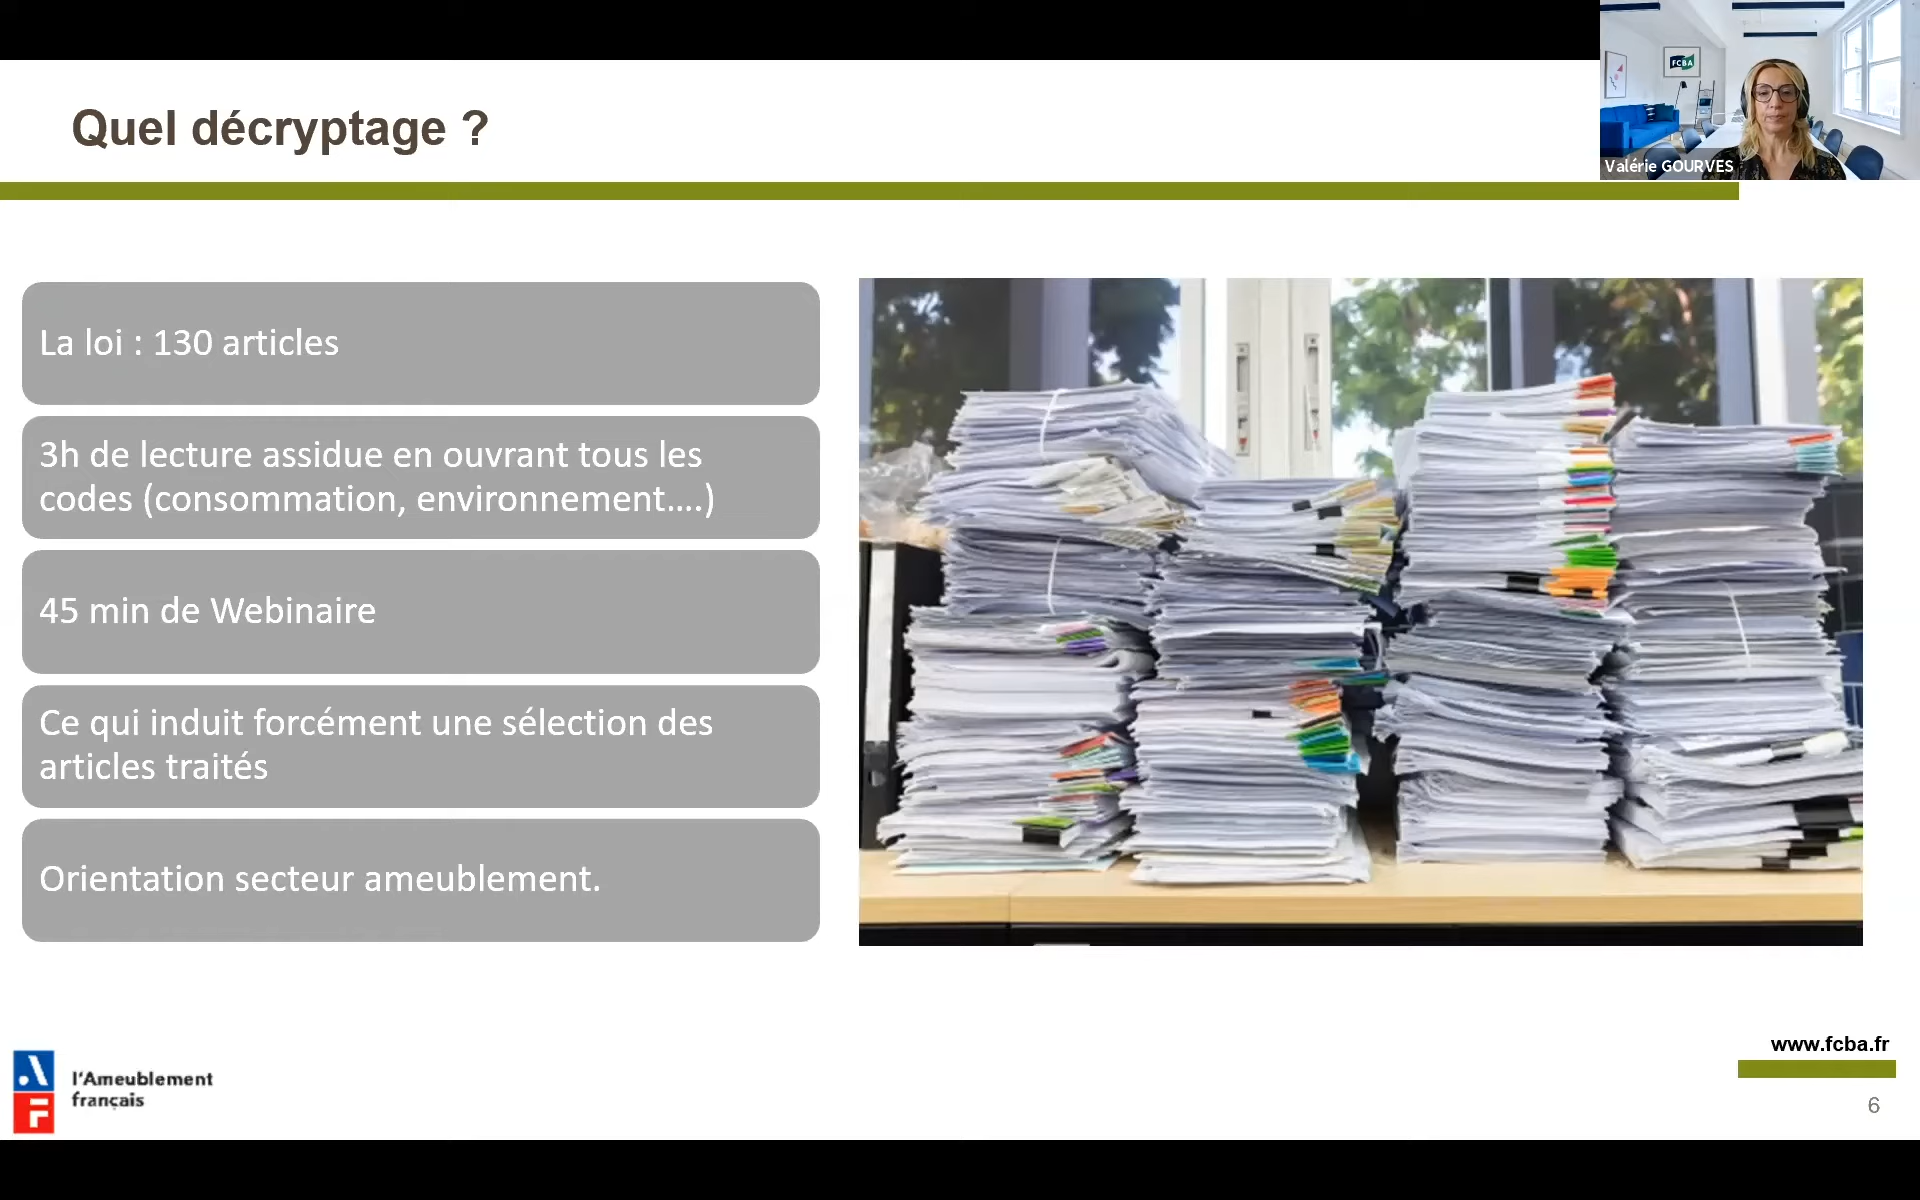 FCBA
Valérie GOURVES
Quel décryptage ?
La loi : 130 articles
3h de lecture assidue en ouvrant tous les
codes (consommation, environnement….)
45 min de Webinaire
Ce qui induit forcément une sélection des
articles traités
Orientation secteur ameublement.
www.fcba.fr
AF
l'Ameublement
français
6